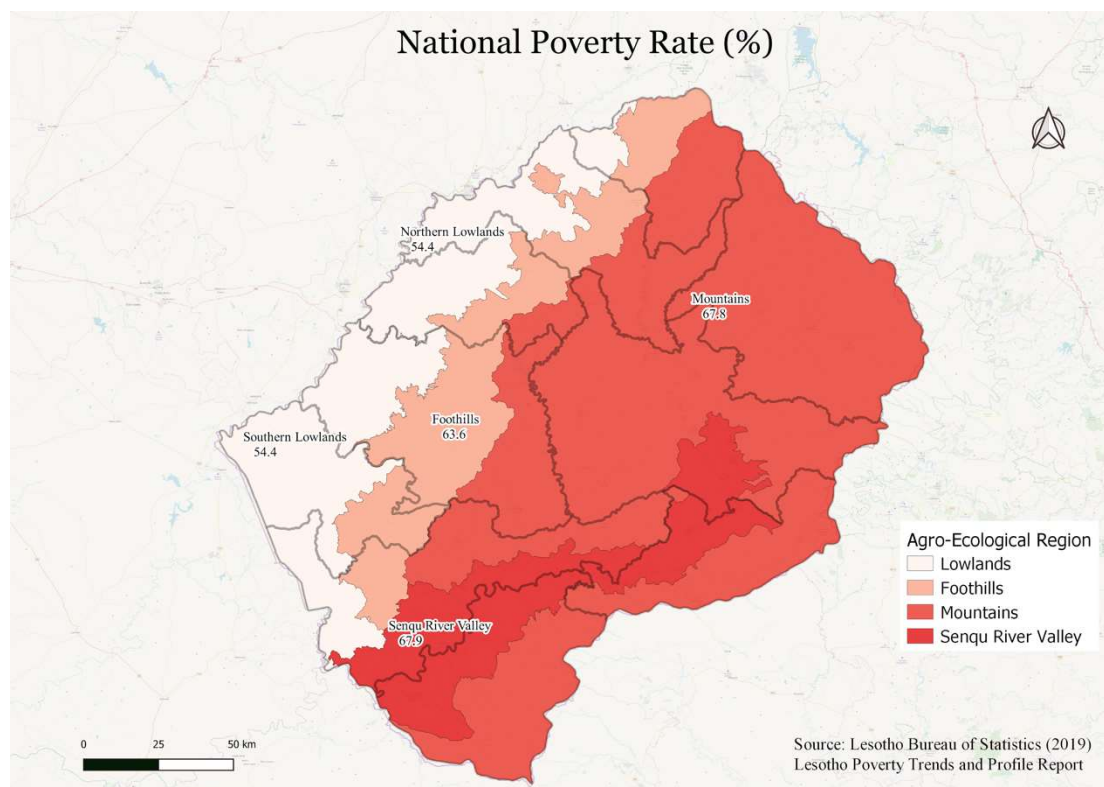 National Poverty Rate (%)
Northern Lowlands
54.4
Mountains
67.8
Foothills
63.6
Southern Lowlands
54.4
Senqu River Valley
67.9
Agro-Ecological Region
Lowlands
Foothills
Mountains
Senqu River Valley
0 25 50 km
Source: Lesotho Bureau of Statistics (2019)
Lesotho Poverty Trends and Profile Report